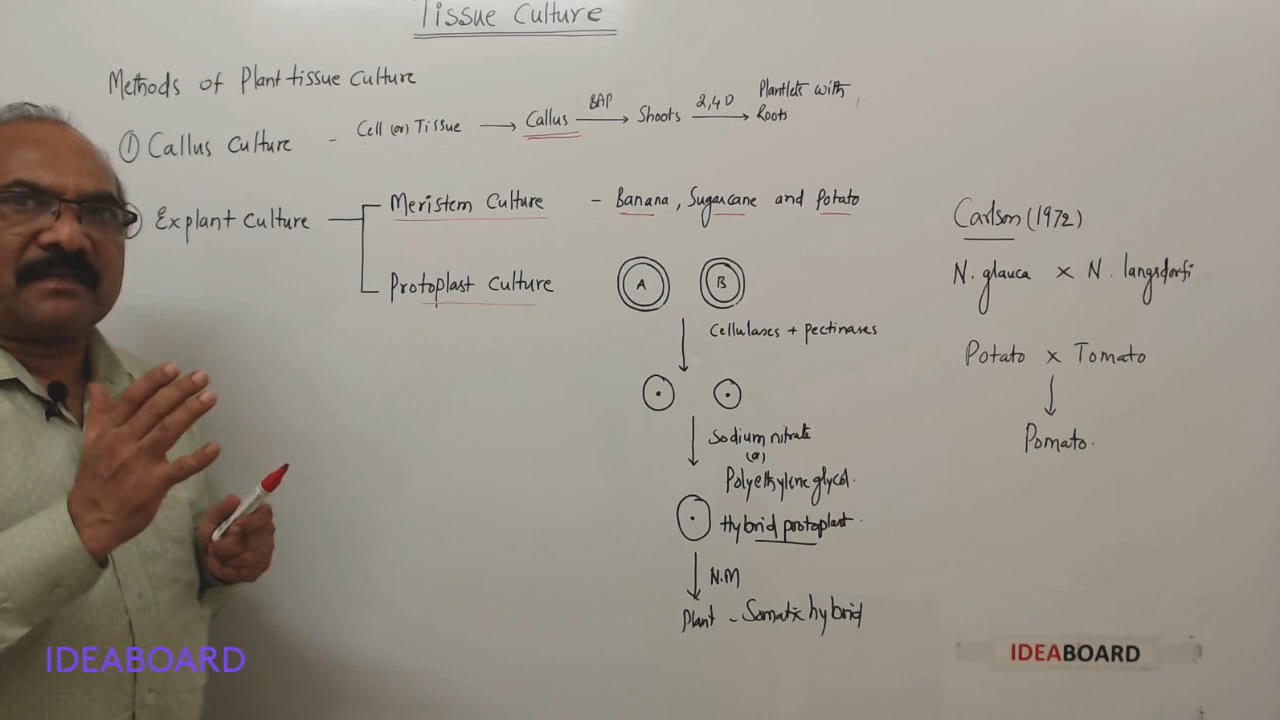 Tissue Culture
Methods of Plant tissue culture
① Callus Culture - Cell (or) Tissue → Callus BAP → Shoots 2,4D → Plantlets with Roots
Explant Culture
Meristem Culture - Banana, Sugarcane and Potato
Protoplast Culture
A B
Cellulases + pectinases
Sodium nitrate
(or)
Polyethylene glycol.
Hybrid protoplast.
N.M
Plant - Somatic hybrid
Carlson (1972)
N. glauca × N. langsdorfi
Potato × Tomato
↓
Pomato.
IDEABOARD
IDEABOARD